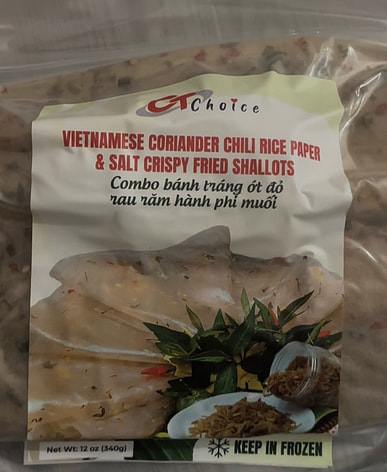 CT Choice
VIETNAMESE CORIANDER CHILI RICE PAPER
& SALT CRISPY FRIED SHALLOTS
Combo bánh tráng ớt đỏ
rau răm hành phi muối
Net Wt: 12 oz (340g)
KEEP IN FROZEN